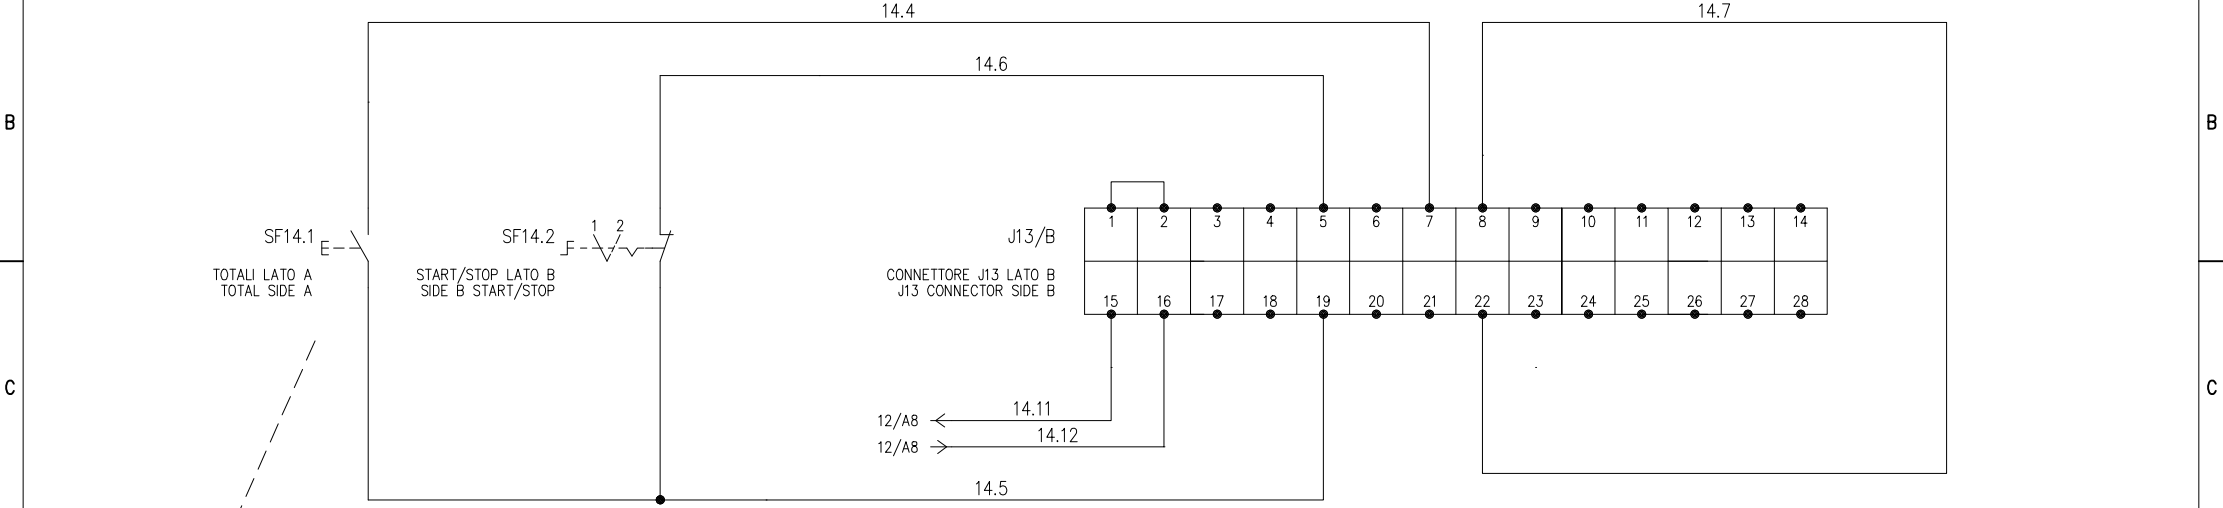 14.4
14.7
14.6
B
B
1 2
1 2 3 4 5 6 7 8 9 10 11 12 13 14
SF14.1
E
SF14.2
J13/B
TOTALI LATO A
TOTAL SIDE A
START/STOP LATO B
SIDE B START/STOP
CONNETTORE J13 LATO B
J13 CONNECTOR SIDE B
15 16 17 18 19 20 21 22 23 24 25 26 27 28
C
C
14.11
12/A8
14.12
12/A8
14.5